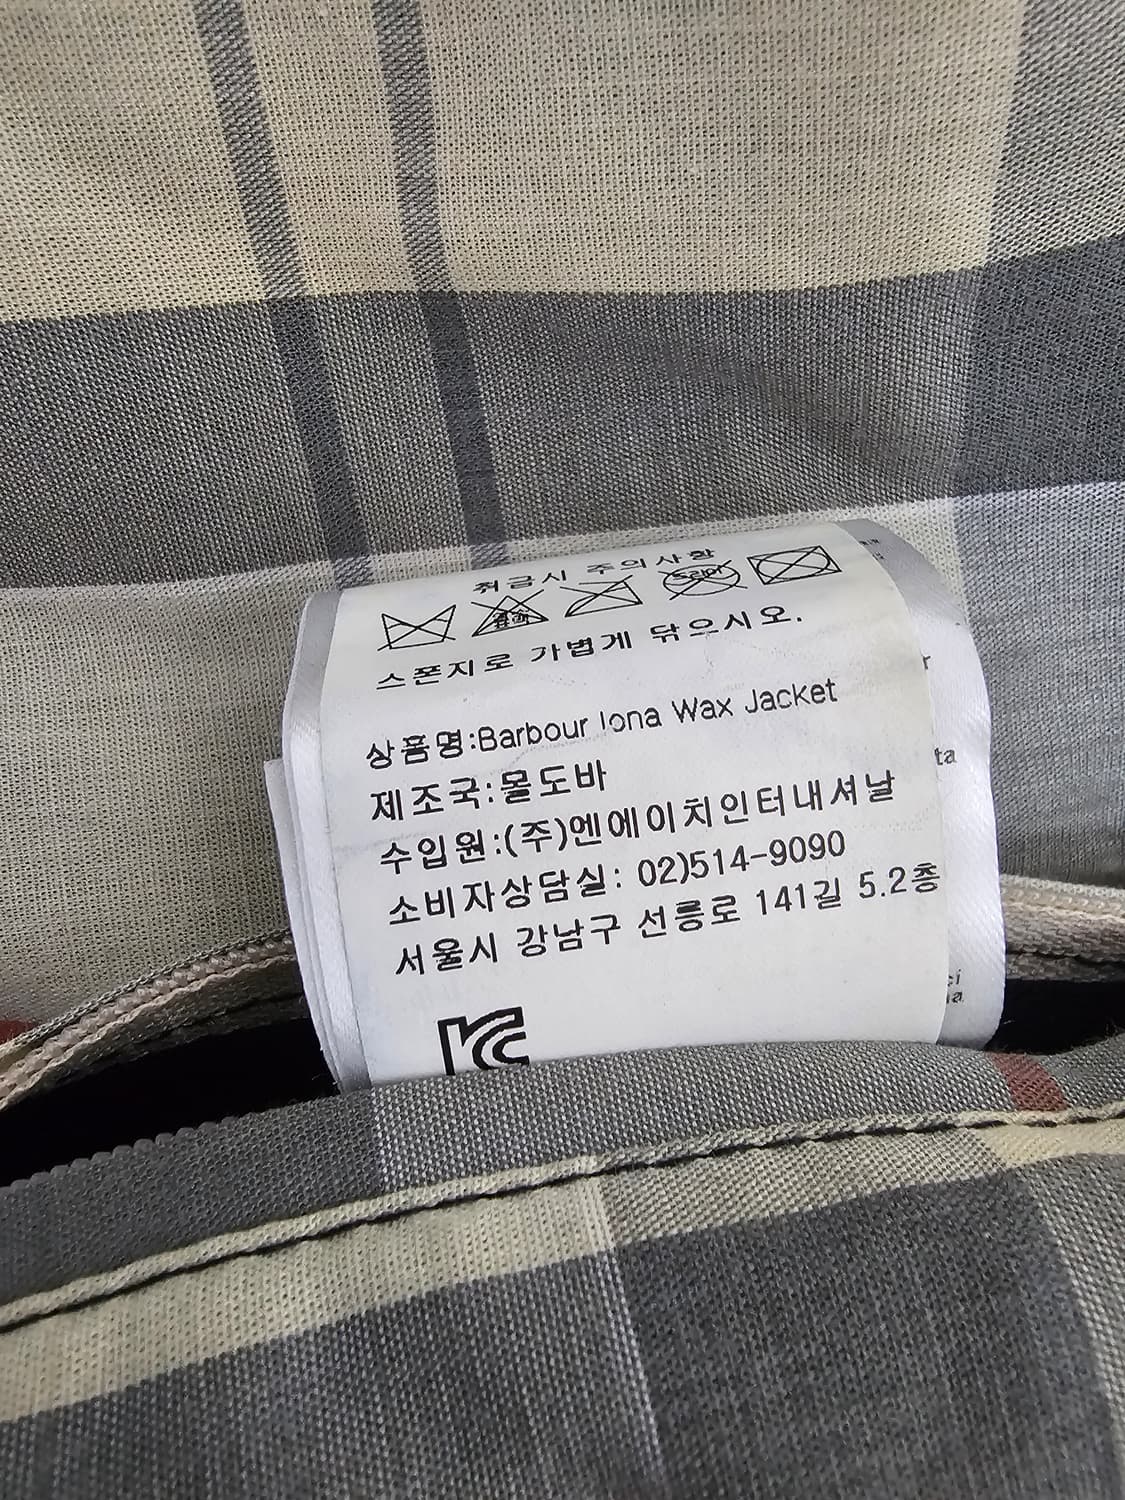 취급시 주의사항
스폰지로 가볍게 닦으시오.
상품명:Barbour Iona Wax Jacket
제조국:몰도바
수입원:(주)엔에이치인터내셔날
소비자상담실: 02)514-9090
서울시 강남구 선릉로 141길 5.2층
r
ta
ci
ia